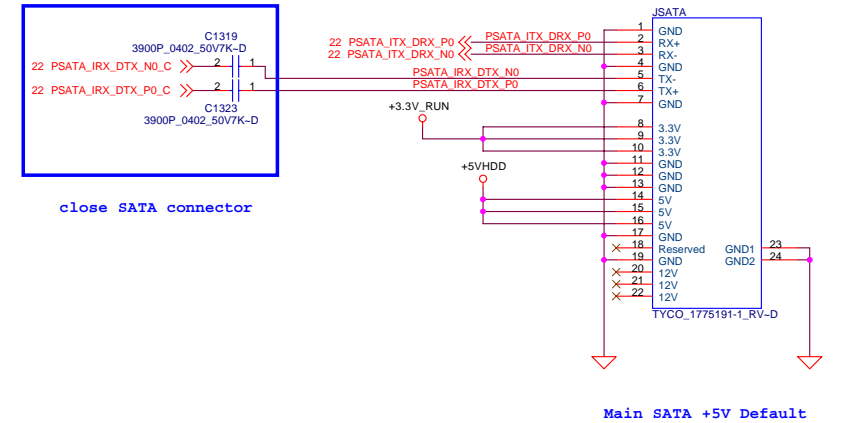 JSATA
C1319
3900P_0402_50V7K~D
22 PSATA_IRX_DTX_N0_C 2 1
22 PSATA_IRX_DTX_P0_C 2 1
C1323
3900P_0402_50V7K~D
close SATA connector
22 PSATA_ITX_DRX_P0 PSATA_ITX_DRX_P0
22 PSATA_ITX_DRX_N0 PSATA_ITX_DRX_N0
PSATA_IRX_DTX_N0
PSATA_IRX_DTX_P0
+3.3V_RUN
+5VHDD
1 GND
2 RX+
3 RX-
4 GND
5 TX-
6 TX+
7 GND
8 3.3V
9 3.3V
10 3.3V
11 GND
12 GND
13 GND
14 5V
15 5V
16 5V
17 GND
18 Reserved GND1 23
19 GND GND2 24
20 12V
21 12V
22 12V
TYCO_1775191-1_RV~D
Main SATA +5V Default